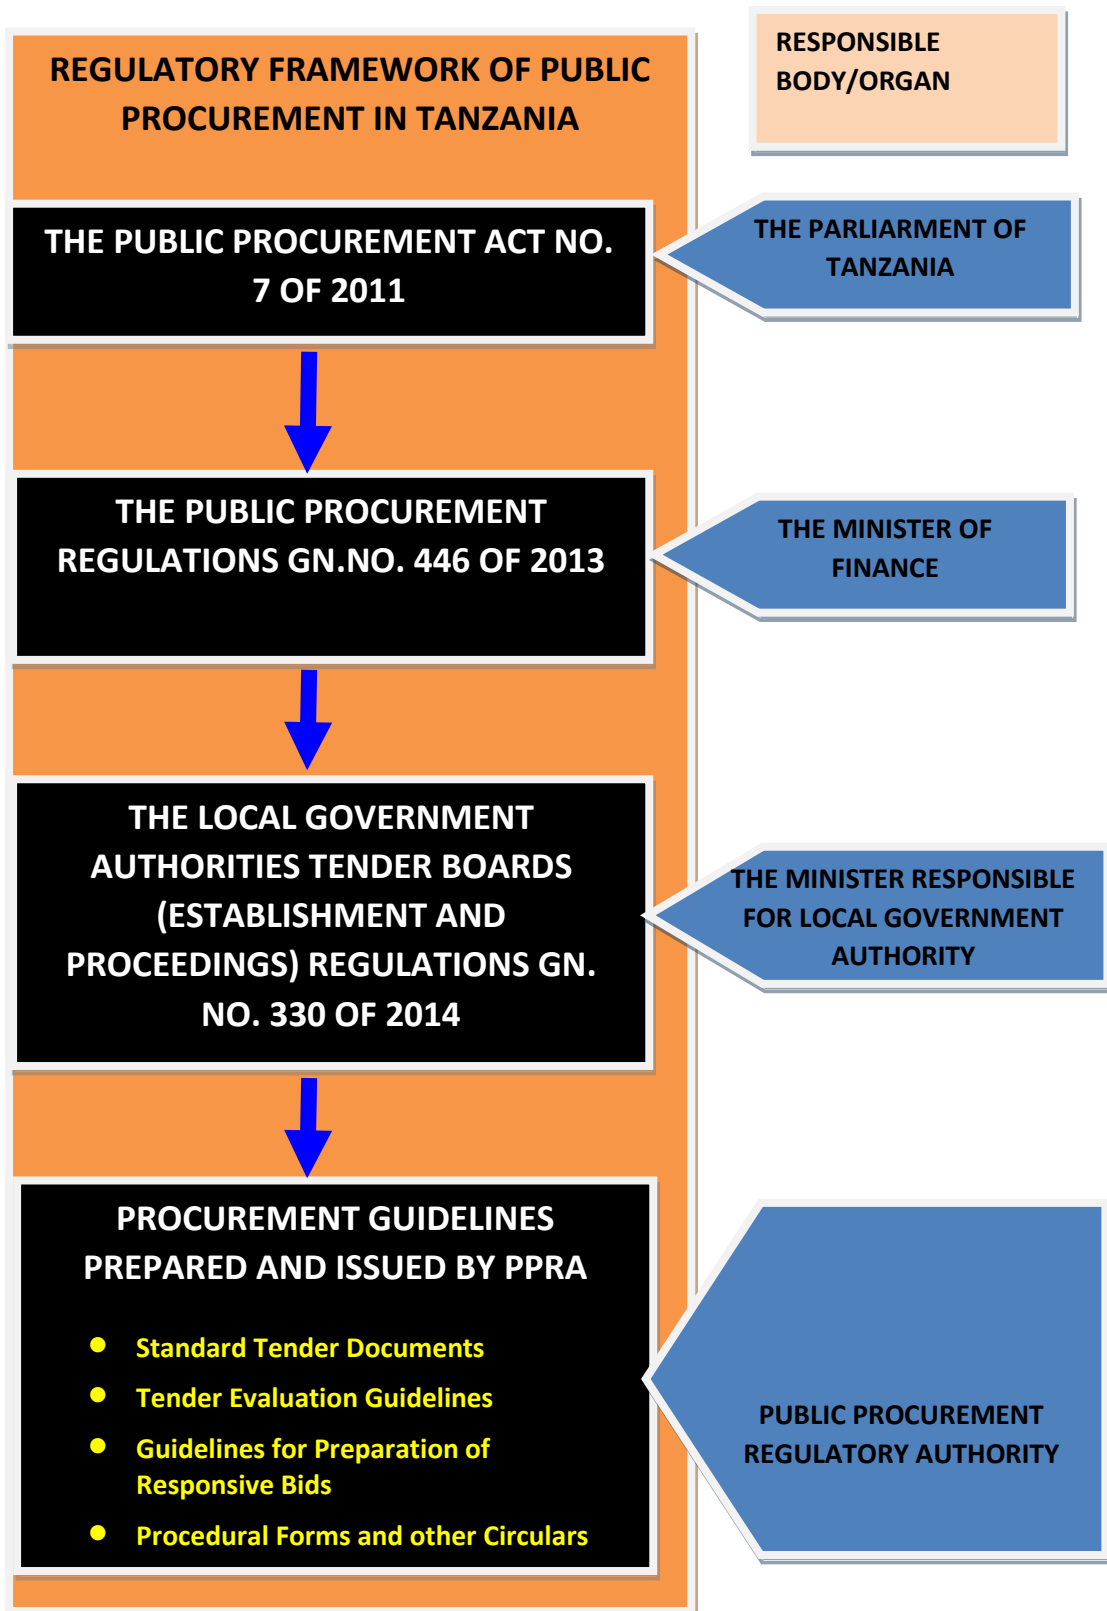 REGULATORY FRAMEWORK OF PUBLIC
PROCUREMENT IN TANZANIA
RESPONSIBLE
BODY/ORGAN
THE PUBLIC PROCUREMENT ACT NO.
7 OF 2011
THE PARLIARMENT OF
TANZANIA
THE PUBLIC PROCUREMENT
REGULATIONS GN.NO. 446 OF 2013
THE MINISTER OF
FINANCE
THE LOCAL GOVERNMENT
AUTHORITIES TENDER BOARDS
(ESTABLISHMENT AND
PROCEEDINGS) REGULATIONS GN.
NO. 330 OF 2014
THE MINISTER RESPONSIBLE
FOR LOCAL GOVERNMENT
AUTHORITY
PROCUREMENT GUIDELINES
PREPARED AND ISSUED BY PPRA
● Standard Tender Documents
● Tender Evaluation Guidelines
● Guidelines for Preparation of
Responsive Bids
● Procedural Forms and other Circulars
PUBLIC PROCUREMENT
REGULATORY AUTHORITY